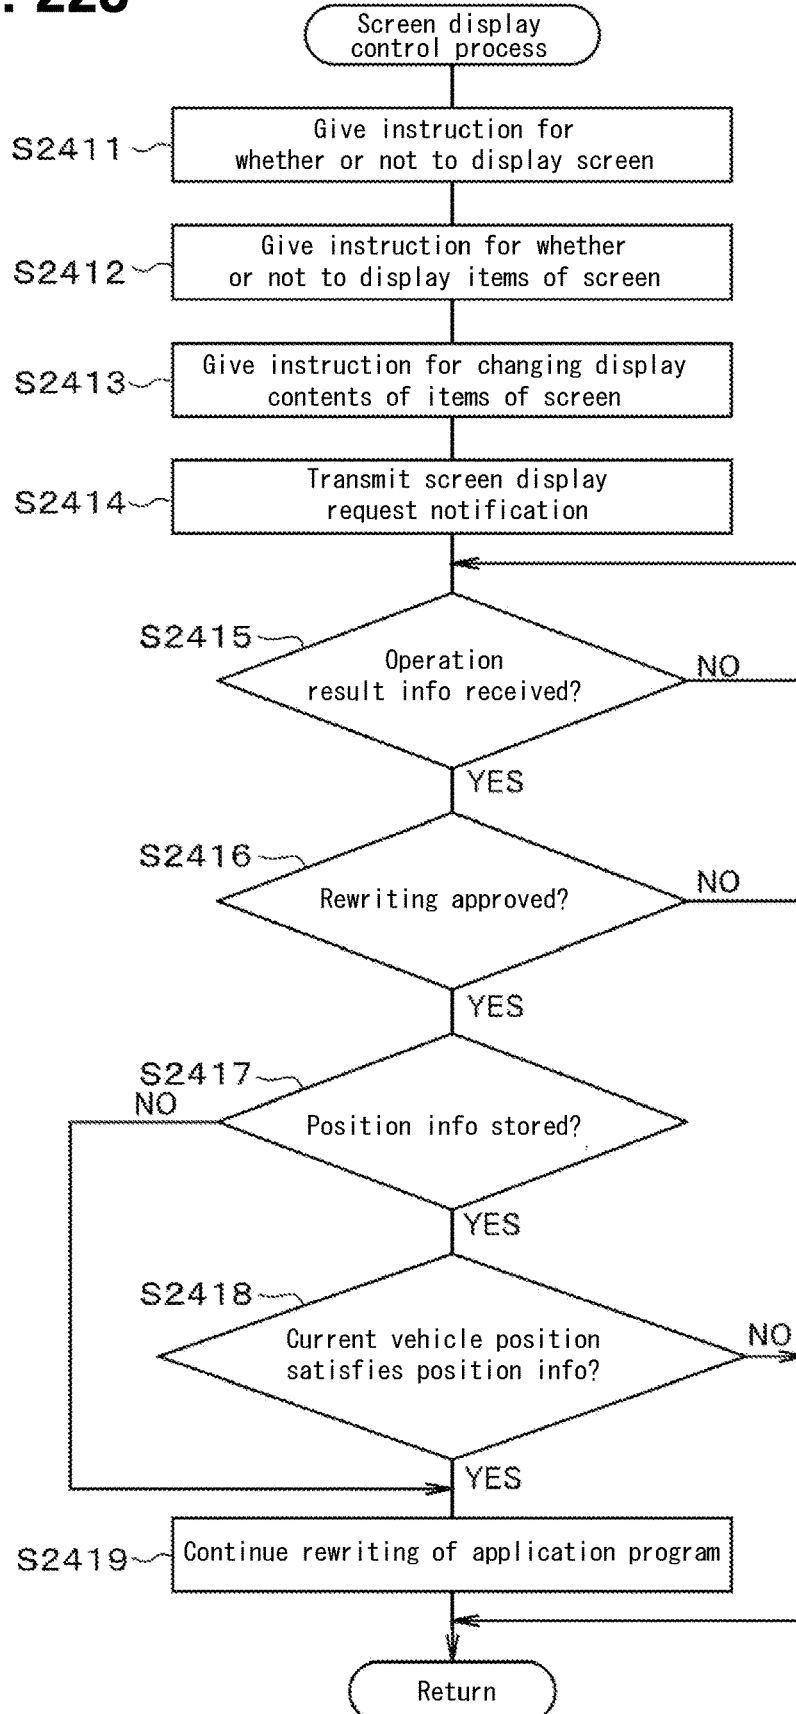 . 228
Screen display
control process
S2411
Give instruction for
whether or not to display screen
S2412
Give instruction for whether
or not to display items of screen
S2413
Give instruction for changing display
contents of items of screen
S2414
Transmit screen display
request notification
S2415
Operation
result info received?
NO
YES
S2416
Rewriting approved?
NO
YES
S2417
NO
Position info stored?
YES
S2418
Current vehicle position
satisfies position info?
NO
YES
S2419
Continue rewriting of application program
Return